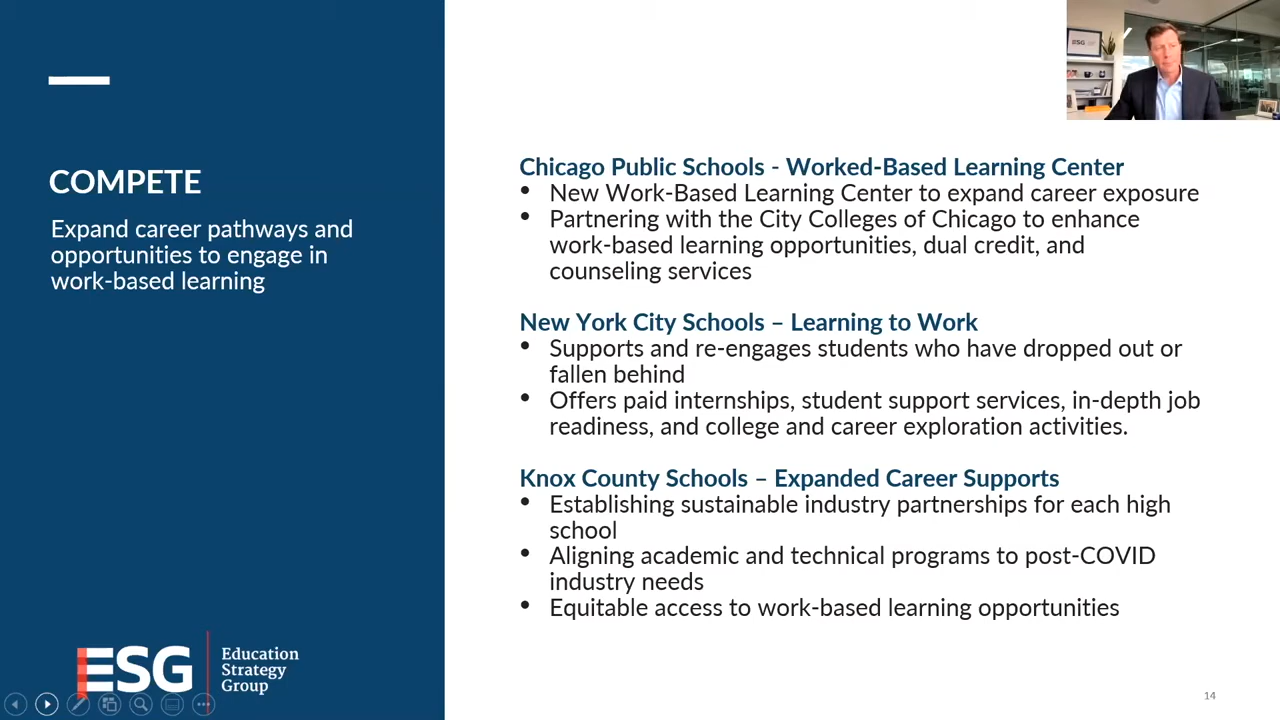 ESG
COMPETE
Expand career pathways and
opportunities to engage in
work-based learning
Chicago Public Schools - Worked-Based Learning Center
• New Work-Based Learning Center to expand career exposure
• Partnering with the City Colleges of Chicago to enhance
work-based learning opportunities, dual credit, and
counseling services
New York City Schools – Learning to Work
• Supports and re-engages students who have dropped out or
fallen behind
• Offers paid internships, student support services, in-depth job
readiness, and college and career exploration activities.
Knox County Schools – Expanded Career Supports
• Establishing sustainable industry partnerships for each high
school
• Aligning academic and technical programs to post-COVID
industry needs
• Equitable access to work-based learning opportunities
ESG
Education
Strategy
Group
14